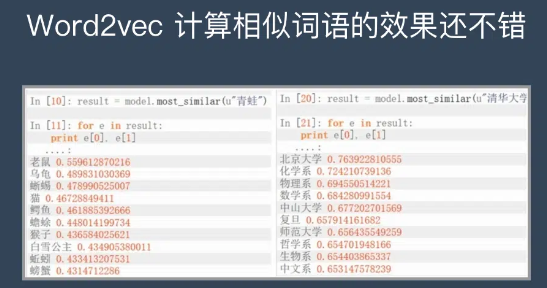 Word2vec 计算相似词语的效果还不错
In [10]: result = model.most_similar(u"青蛙")
In [11]: for e in result:
print e[0], e[1]
....:
老鼠 0.559612870216
乌龟 0.489831030369
蜥蜴 0.478990525007
猫 0.46728849411
鳄鱼 0.461885392666
蟾蜍 0.448014199734
猴子 0.436584025621
白雪公主 0.434905380011
蚯蚓 0.433413207531
螃蟹 0.4314712286
In [20]: result = model.most_similar(u"清华大学
In [21]: for e in result:
print e[0], e[1]
....:
北京大学 0.763922810555
化学系 0.724210739136
物理系 0.694550514221
数学系 0.684280991554
中山大学 0.677202701569
复旦 0.657914161682
师范大学 0.656435549259
哲学系 0.654701948166
生物系 0.654403865337
中文系 0.653147578239